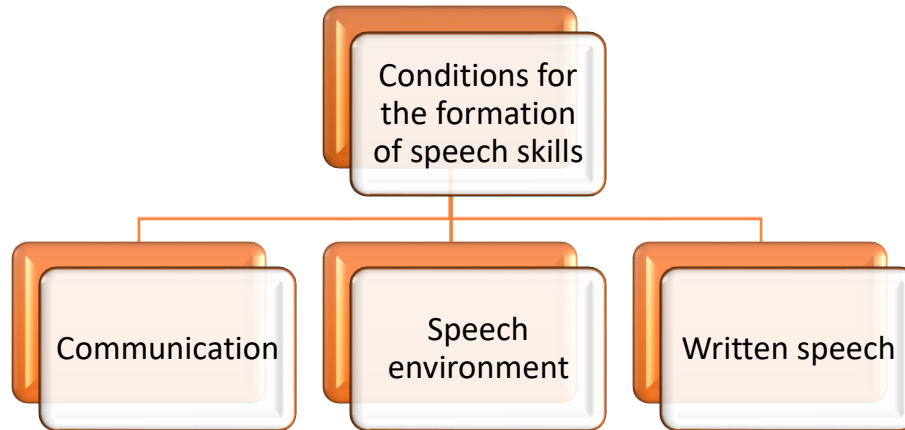 Conditions for
the formation
of speech skills
Communication
Speech
environment
Written speech